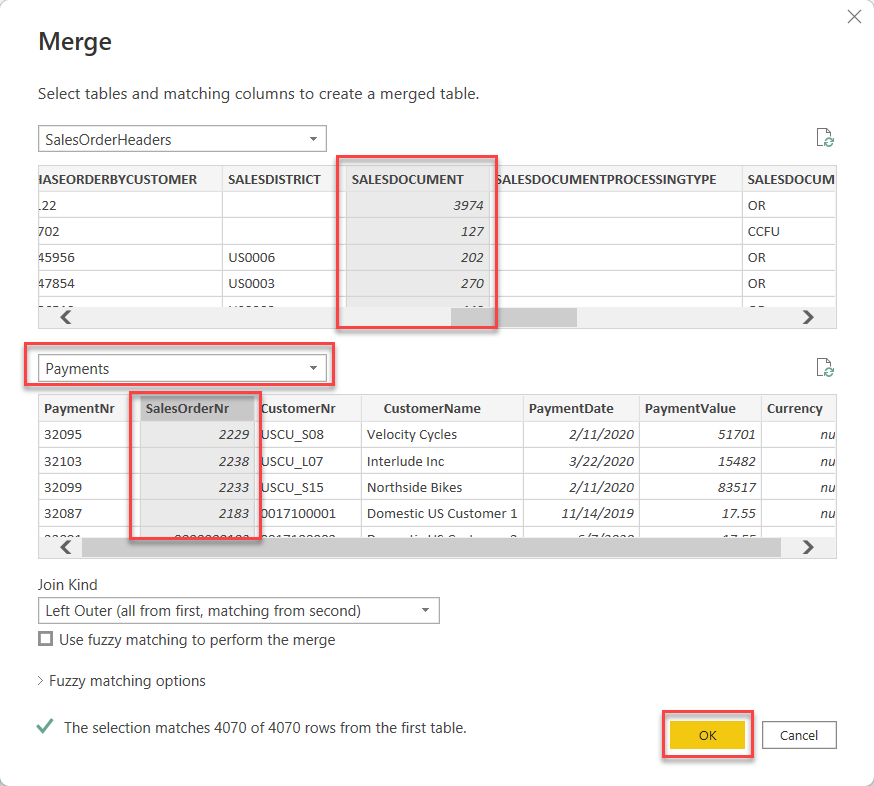 Merge
Select tables and matching columns to create a merged table.
SalesOrderHeaders
HASEORDERBYCUSTOMER SALESDISTRICT SALESDOCUMENT SALESDOCUMENTPROCESSINGTYPE SALESDOCUM
.22 3974 OR
702 127 CCFU
45956 US0006 202 OR
47854 US0003 270 OR
Payments
PaymentNr SalesOrderNr CustomerNr CustomerName PaymentDate PaymentValue Currency
32095 2229 USCU_S08 Velocity Cycles 2/11/2020 51701 nu
32103 2238 USCU_L07 Interlude Inc 3/22/2020 15482 nu
32099 2233 USCU_S15 Northside Bikes 2/11/2020 83517 nu
32087 2183 0017100001 Domestic US Customer 1 11/14/2019 17.55 nu
Join Kind
Left Outer (all from first, matching from second)
Use fuzzy matching to perform the merge
Fuzzy matching options
The selection matches 4070 of 4070 rows from the first table.
OK Cancel